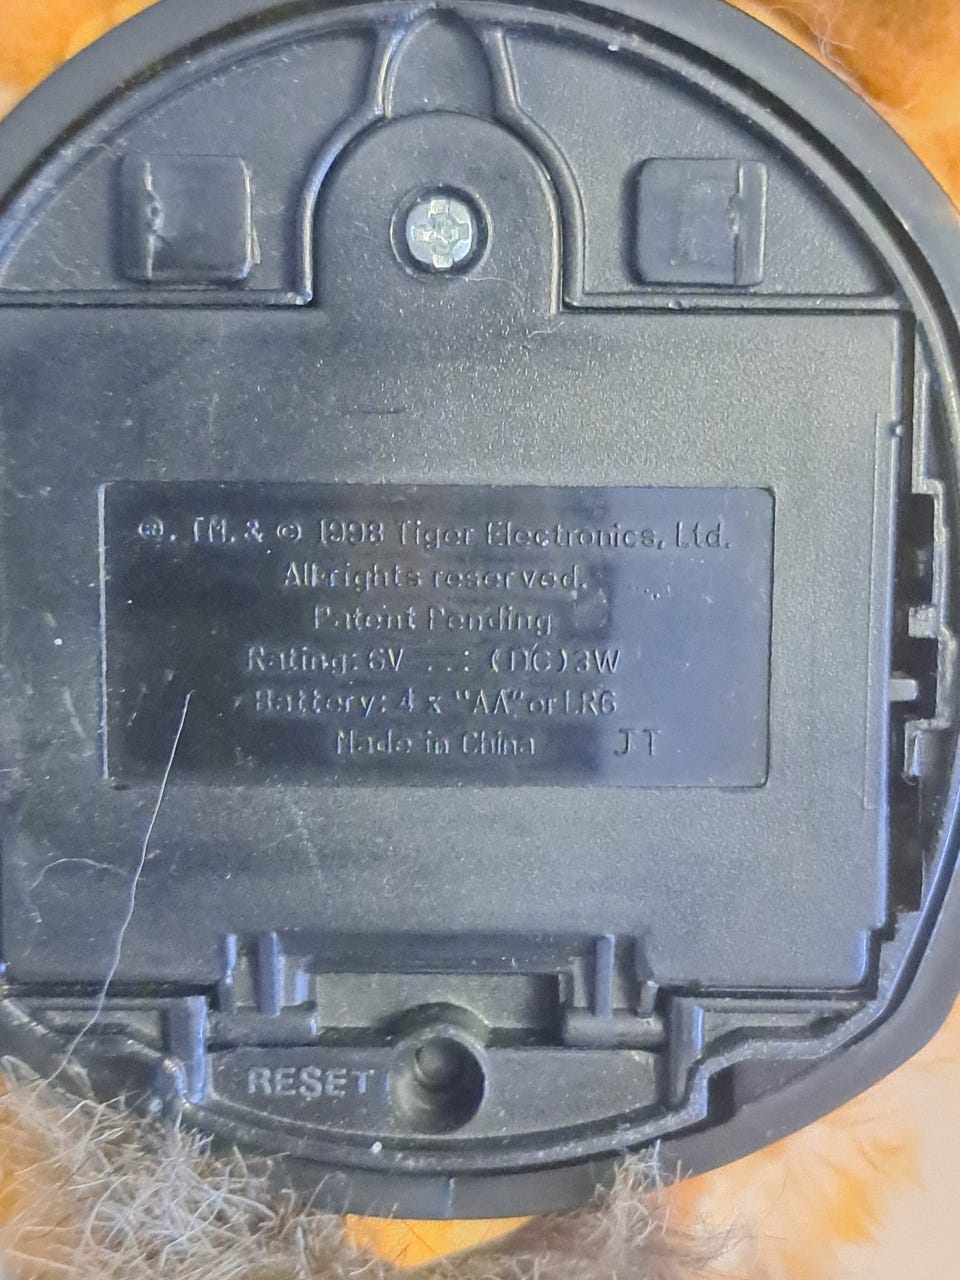 ®. TM. & © 1998 Tiger Electronics, Ltd.
All rights reserved.
Patent Pending
Rating: 6V ⎓ (DC) 3W
Battery: 4 x "AA" or LR6
Made in China JT
RESET